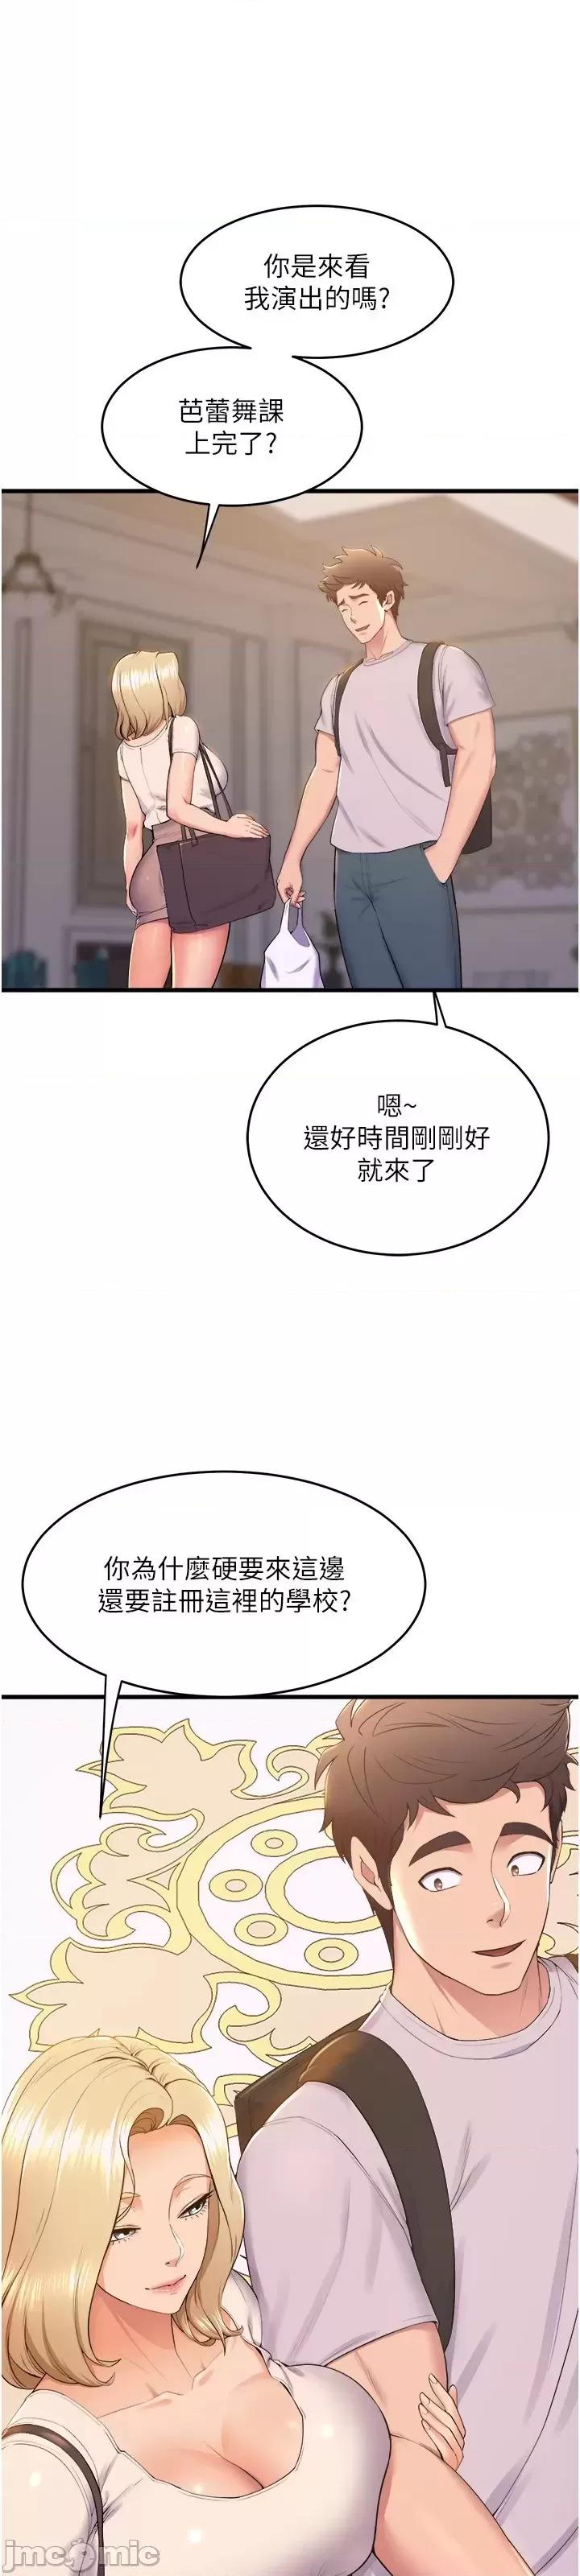 你是來看
我演出的嗎?
芭蕾舞課
上完了?
嗯~
還好時間剛剛好
就來了
你為什麼硬要來這邊
還要註冊這裡的學校?
jmcomic